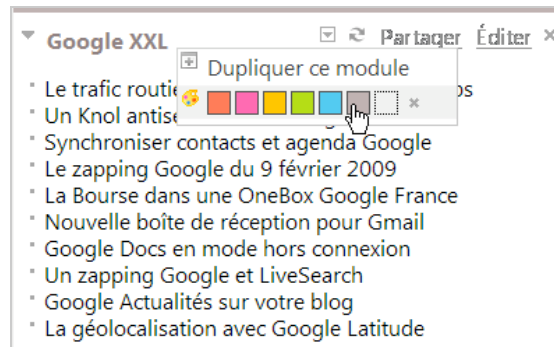 Google XXL Partager Éditer ×
Dupliquer ce module
Le trafic routie ps
Un Knol antise
Synchroniser contacts et agenda Google
Le zapping Google du 9 février 2009
La Bourse dans une OneBox Google France
Nouvelle boîte de réception pour Gmail
Google Docs en mode hors connexion
Un zapping Google et LiveSearch
Google Actualités sur votre blog
La géolocalisation avec Google Latitude